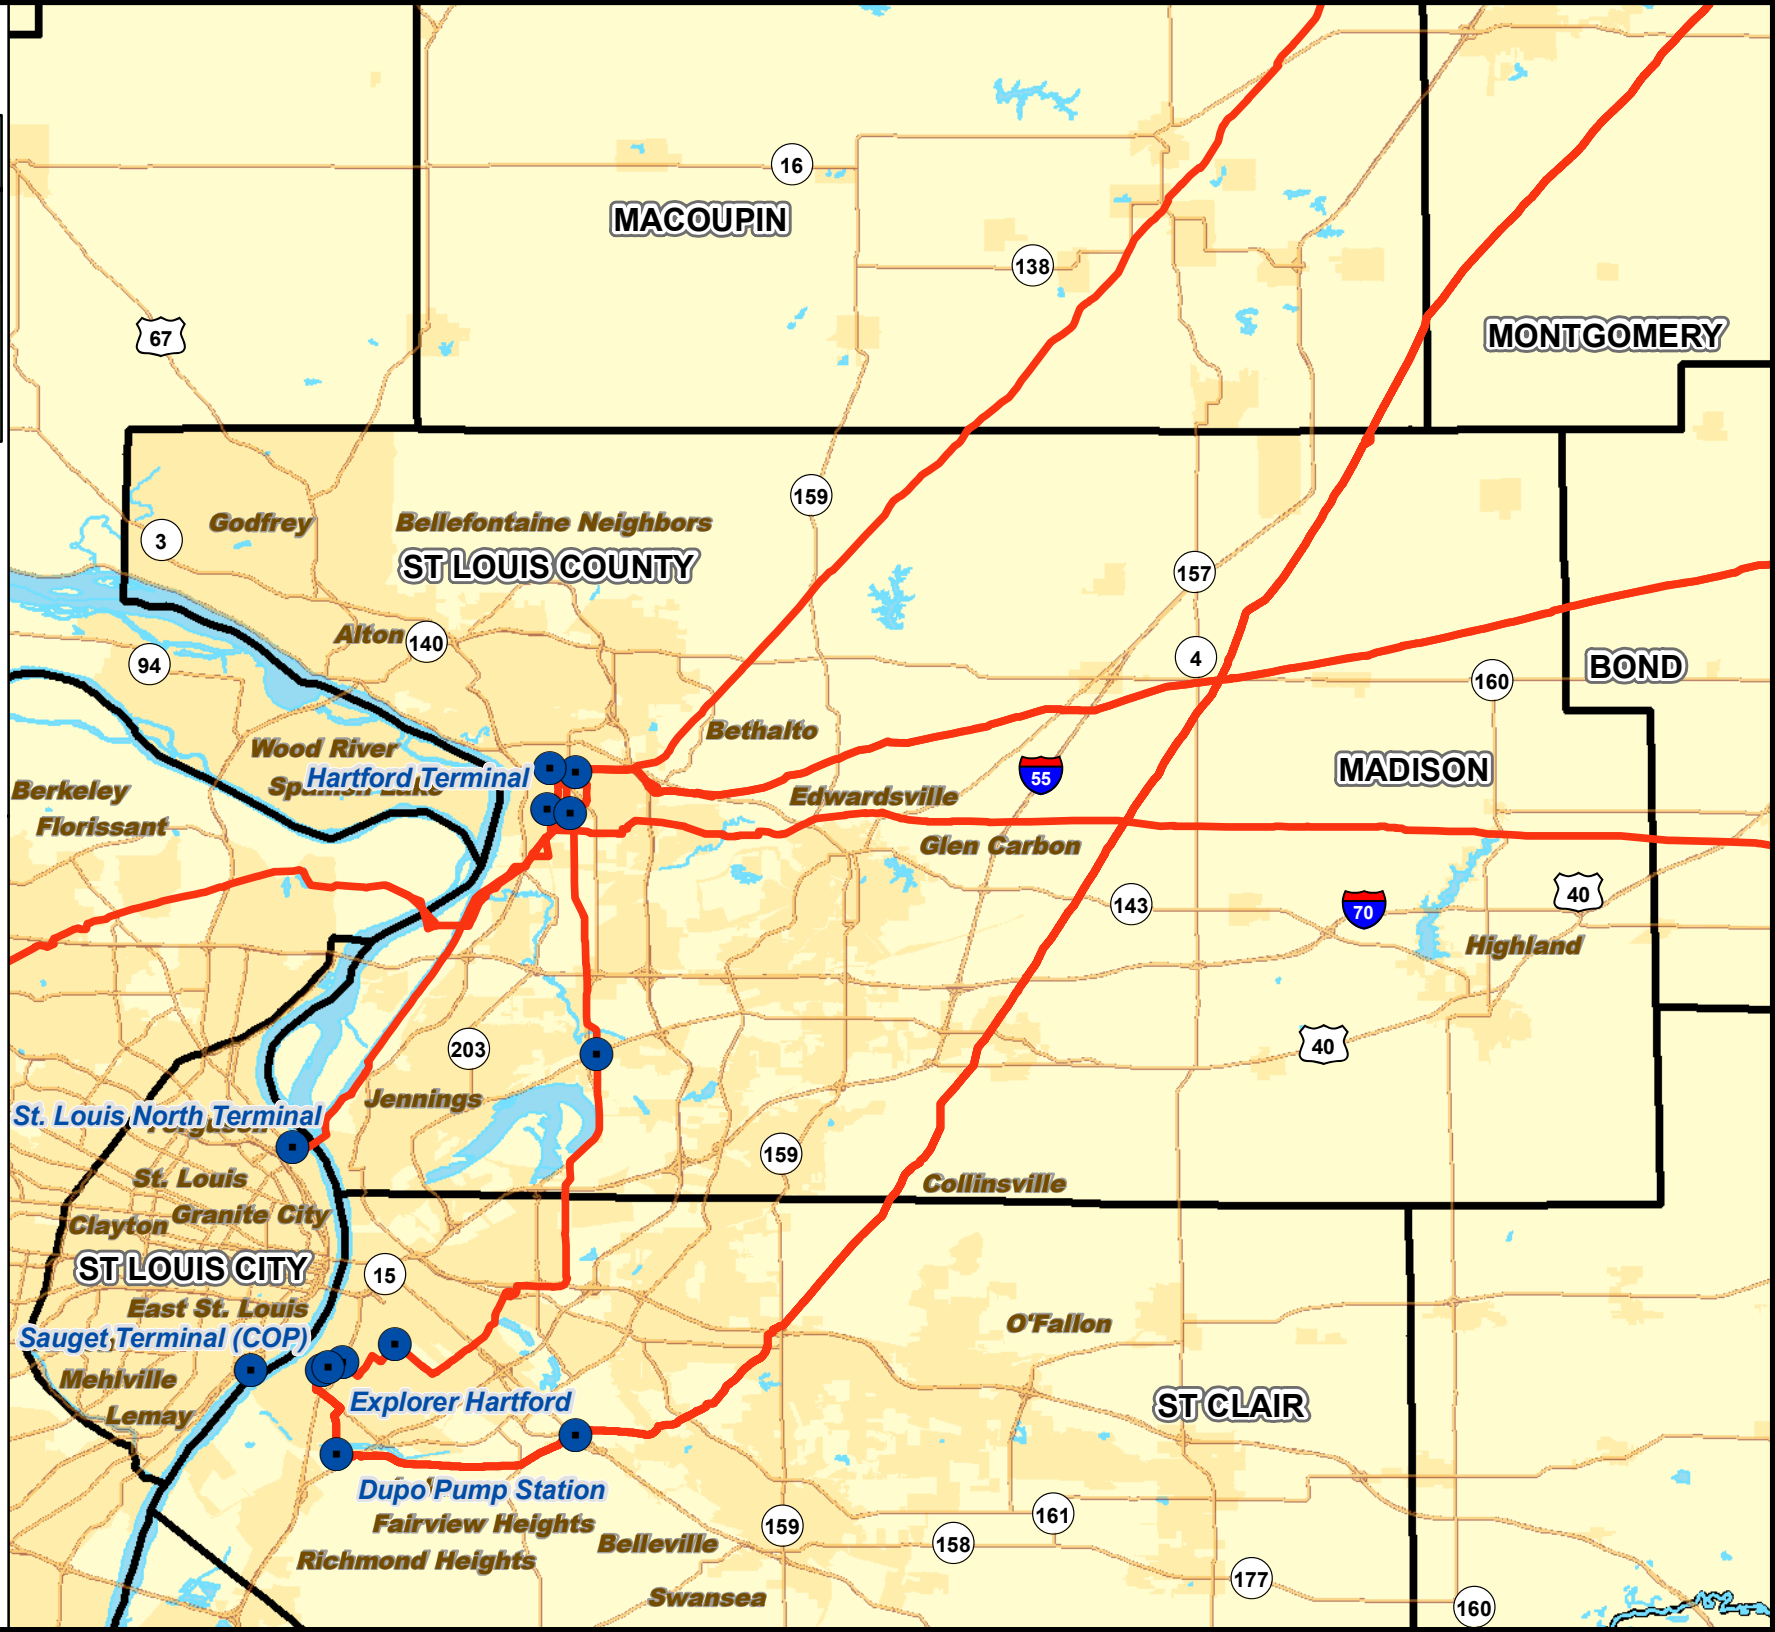 16
MACOUPIN
138
67
MONTGOMERY
159
Godfrey
Bellefontaine Neighbors
3
ST LOUIS COUNTY
157
Alton
140
4
94
BOND
160
Bethalto
Wood River
Hartford Terminal
55
MADISON
Berkeley
Edwardsville
Florissant
Glen Carbon
40
143
70
Highland
203
40
Jennings
St. Louis North Terminal
159
St. Louis
Collinsville
Clayton
Granite City
ST LOUIS CITY
15
East St. Louis
O'Fallon
Sauget Terminal (COP)
Mehlville
Explorer Hartford
ST CLAIR
Lemay
Dupo Pump Station
Fairview Heights
159
161
Belleville
158
Richmond Heights
177
Swansea
160